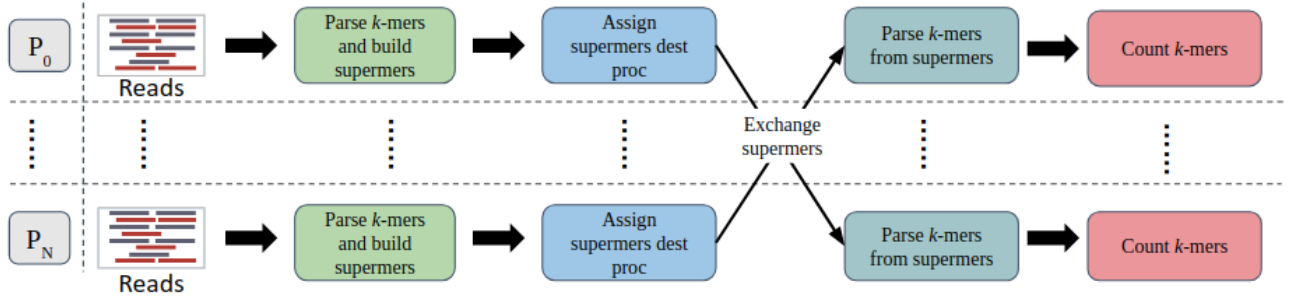 P0
Reads
Parse k-mers
and build
supermers
Assign
supermers dest
proc
Parse k-mers
from supermers
Count k-mers
Exchange
supermers
PN
Reads
Parse k-mers
and build
supermers
Assign
supermers dest
proc
Parse k-mers
from supermers
Count k-mers